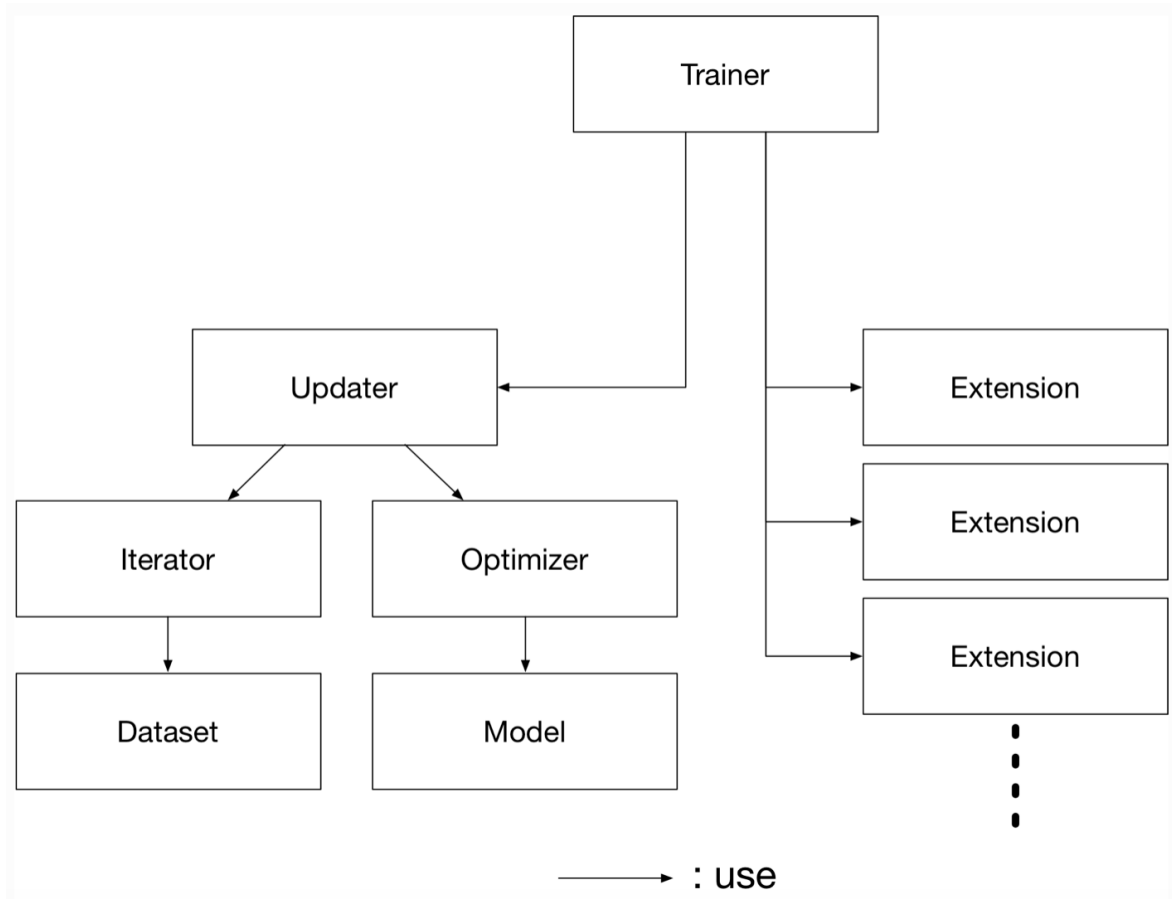 Trainer
Updater
Extension
Extension
Iterator
Optimizer
Extension
Dataset
Model
: use